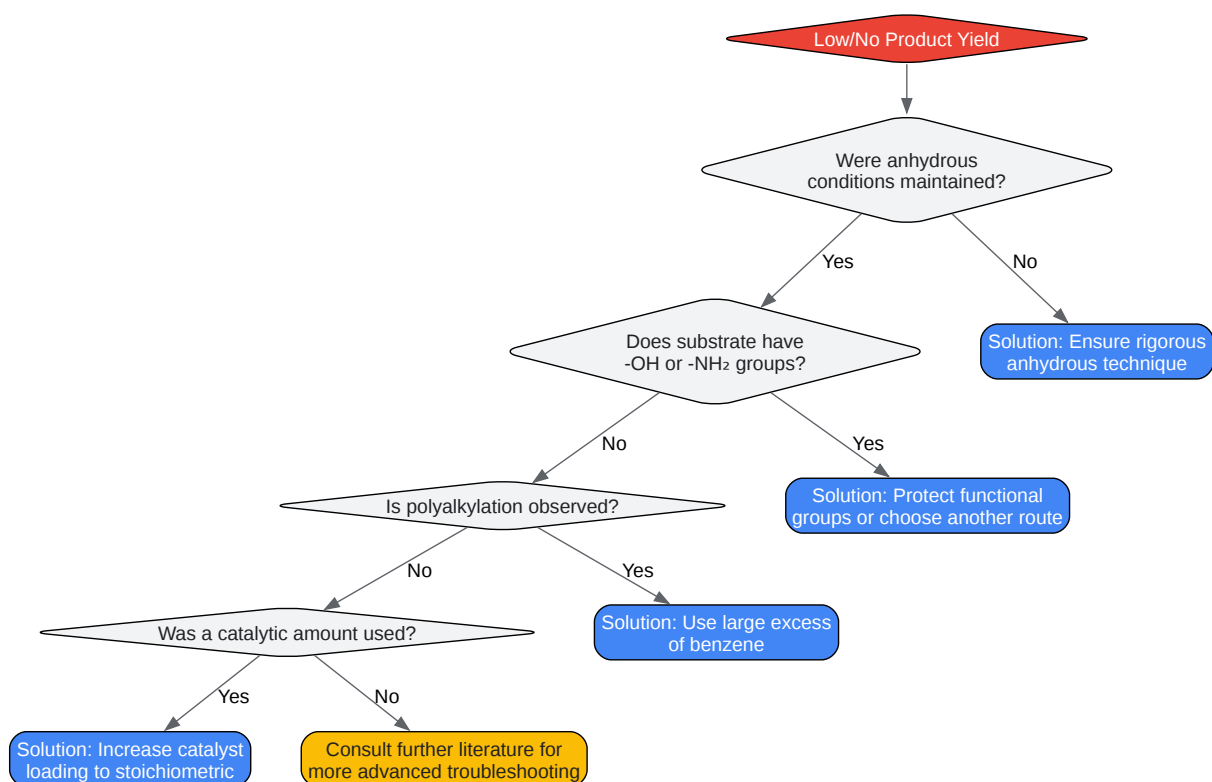 Low/No Product Yield
Were anhydrous
conditions maintained?
Yes
No
Does substrate have
-OH or -NH₂ groups?
Solution: Ensure rigorous
anhydrous technique
No
Yes
Is polyalkylation observed?
Solution: Protect functional
groups or choose another route
No
Yes
Was a catalytic amount used?
Solution: Use large excess
of benzene
Yes
No
Solution: Increase catalyst
loading to stoichiometric
Consult further literature for
more advanced troubleshooting